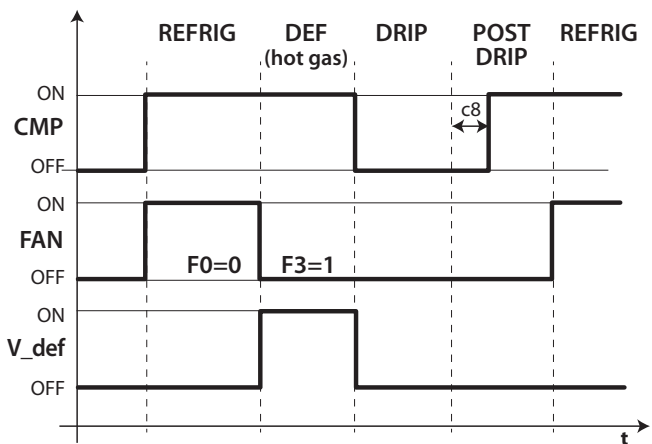 REFRIG DEF DRIP POST REFRIG
(hot gas) DRIP
ON
c8
CMP
OFF
ON
FAN
F0=0 F3=1
OFF
ON
V_def
OFF
t